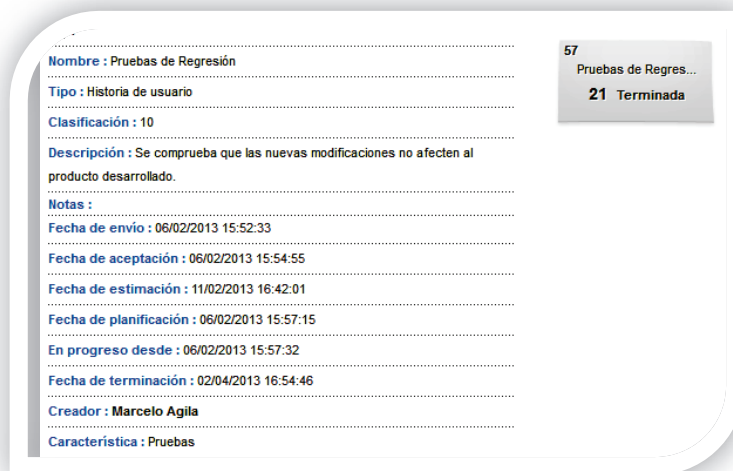 Nombre : Pruebas de Regresión
Tipo : Historia de usuario
Clasificación : 10
Descripción : Se comprueba que las nuevas modificaciones no afecten al
producto desarrollado.
Notas :
Fecha de envío : 06/02/2013 15:52:33
Fecha de aceptación : 06/02/2013 15:54:55
Fecha de estimación : 11/02/2013 16:42:01
Fecha de planificación : 06/02/2013 15:57:15
En progreso desde : 06/02/2013 15:57:32
Fecha de terminación : 02/04/2013 16:54:46
Creador : Marcelo Agila
Característica : Pruebas
57
Pruebas de Regres...
21 Terminada